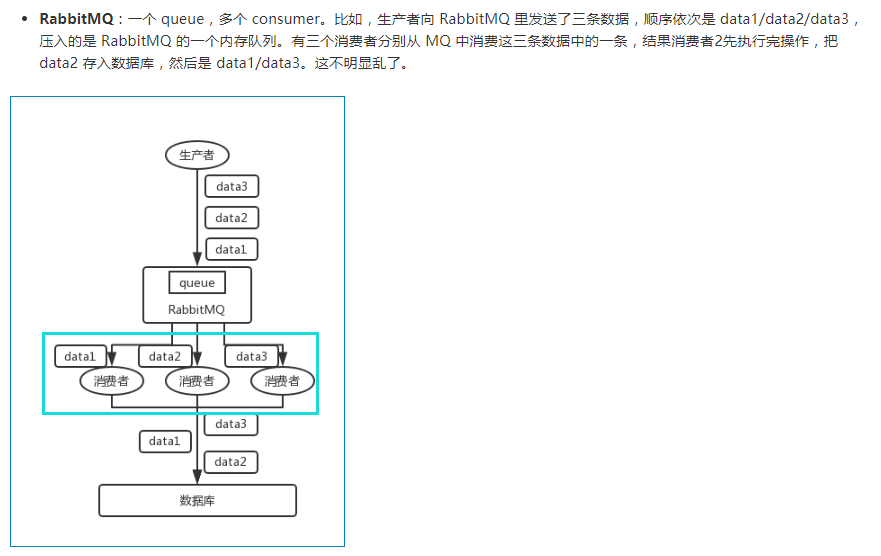 RabbitMQ：一个 queue，多个 consumer。比如，生产者向 RabbitMQ 里发送了三条数据，顺序依次是 data1/data2/data3，
压入的是 RabbitMQ 的一个内存队列。有三个消费者分别从 MQ 中消费这三条数据中的一条，结果消费者2先执行完操作，把
data2 存入数据库，然后是 data1/data3。这不明显乱了。
生产者
data3
data2
data1
queue
RabbitMQ
data1 data2 data3
消费者 消费者 消费者
data3
data1
data2
数据库